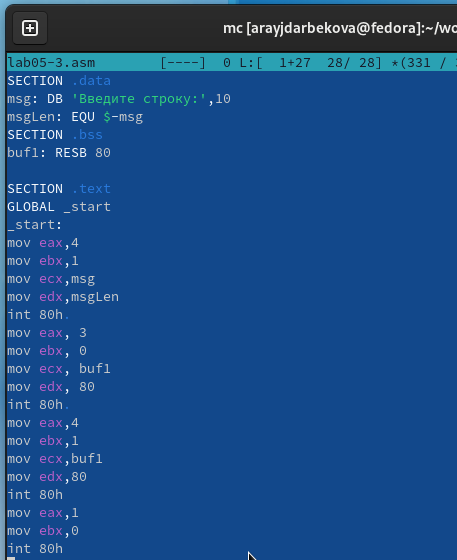 mc [arayjdarbekova@fedora]:~/wo
lab05-3.asm [----] 0 L:[ 1+27 28/ 28] *(331 /
SECTION .data
msg: DB 'Введите строку:',10
msgLen: EQU $-msg
SECTION .bss
buf1: RESB 80
SECTION .text
GLOBAL _start
_start:
mov eax,4
mov ebx,1
mov ecx,msg
mov edx,msgLen
int 80h
mov eax, 3
mov ebx, 0
mov ecx, buf1
mov edx, 80
int 80h
mov eax,4
mov ebx,1
mov ecx,buf1
mov edx,80
int 80h
mov eax,1
mov ebx,0
int 80h